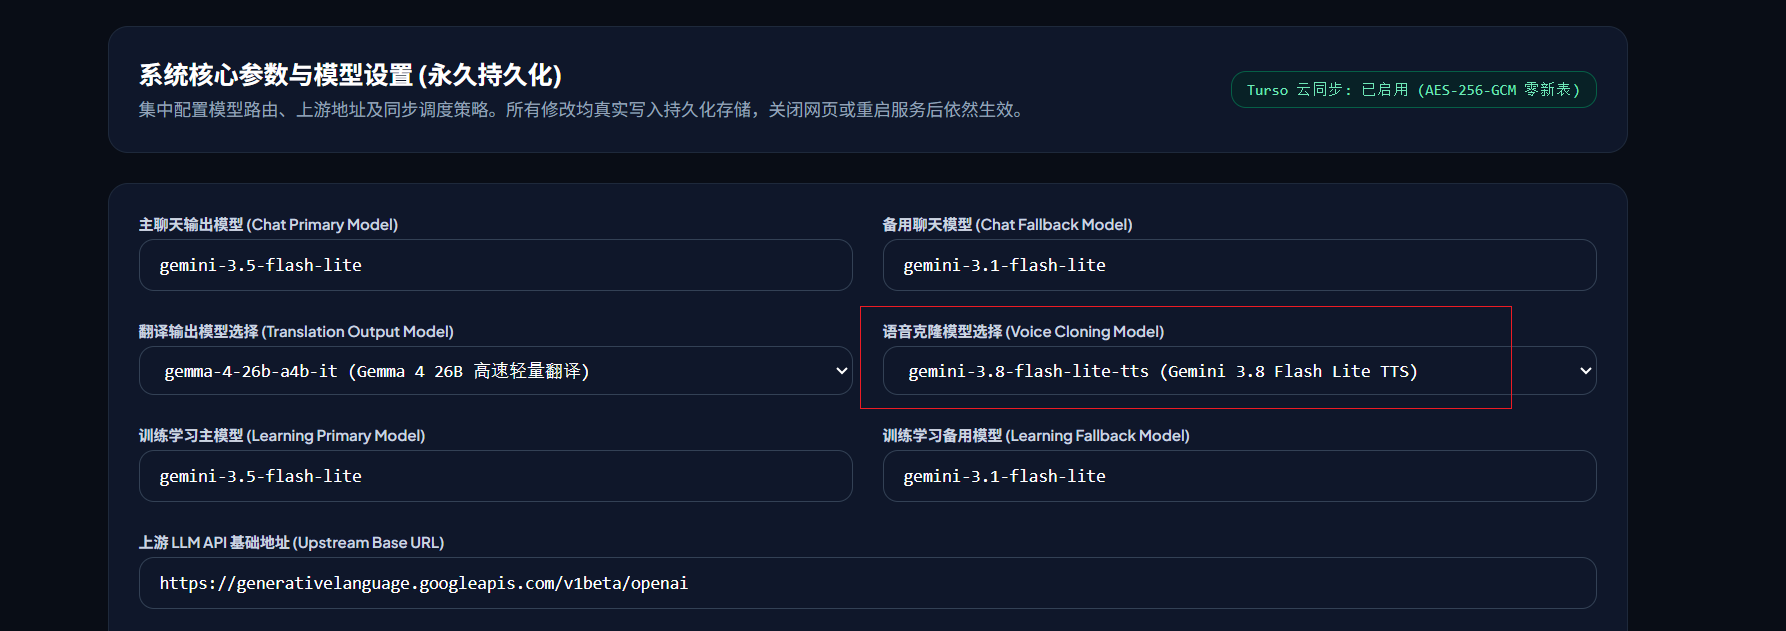 系统核心参数与模型设置 (永久持久化)
集中配置模型路由、上游地址及同步调度策略。所有修改均真实写入持久化存储，关闭网页或重启服务后依然生效。
Turso 云同步: 已启用 (AES-256-GCM 零新表)
主聊天输出模型 (Chat Primary Model)
备用聊天模型 (Chat Fallback Model)
gemini-3.5-flash-lite
gemini-3.1-flash-lite
翻译输出模型选择 (Translation Output Model)
语音克隆模型选择 (Voice Cloning Model)
gemma-4-26b-a4b-it (Gemma 4 26B 高速轻量翻译)
gemini-3.8-flash-lite-tts (Gemini 3.8 Flash Lite TTS)
训练学习主模型 (Learning Primary Model)
训练学习备用模型 (Learning Fallback Model)
gemini-3.5-flash-lite
gemini-3.1-flash-lite
上游 LLM API 基础地址 (Upstream Base URL)
https://generativelanguage.googleapis.com/v1beta/openai